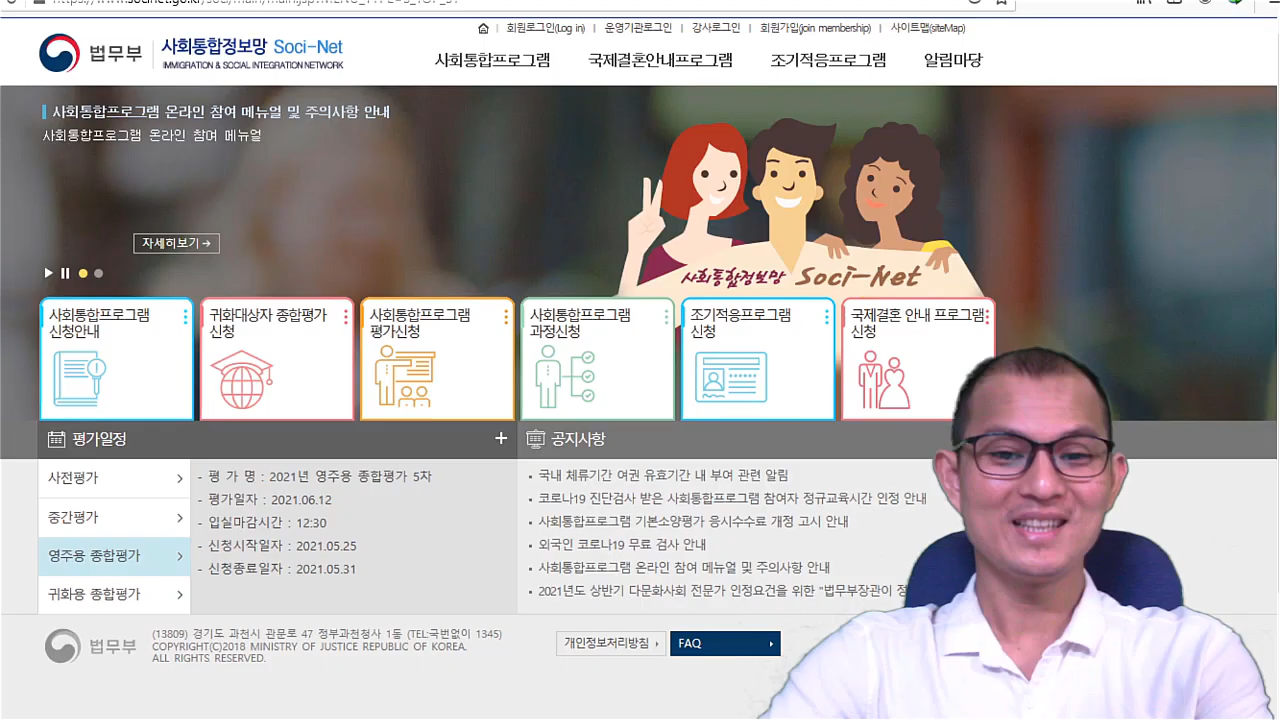 회원로그인(Log in) | 운영기관로그인 | 강사로그인 | 회원가입(join membership) | 사이트맵(siteMap)
법무부
사회통합정보망 Soci-Net
IMMIGRATION & SOCIAL INTEGRATION NETWORK
사회통합프로그램 국제결혼안내프로그램 조기적응프로그램 알림마당
사회통합프로그램 온라인 참여 메뉴얼 및 주의사항 안내
사회통합프로그램 온라인 참여 메뉴얼
자세히보기→
사회통합정보망 Soci-Net
사회통합프로그램
신청안내
귀화대상자 종합평가
신청
사회통합프로그램
평가신청
사회통합프로그램
과정신청
조기적응프로그램
신청
국제결혼 안내 프로그램
신청
평가일정 +
사전평가
중간평가
영주용 종합평가
귀화용 종합평가
- 평 가 명 : 2021년 영주용 종합평가 5차
- 평가일자 : 2021.06.12
- 입실마감시간 : 12:30
- 신청시작일자 : 2021.05.25
- 신청종료일자 : 2021.05.31
공지사항
국내 체류기간 여권 유효기간 내 부여 관련 알림
코로나19 진단검사 받은 사회통합프로그램 참여자 정규교육시간 인정 안내
사회통합프로그램 기본소양평가 응시수수료 개정 고시 안내
외국인 코로나19 무료 검사 안내
사회통합프로그램 온라인 참여 메뉴얼 및 주의사항 안내
2021년도 상반기 다문화사회 전문가 인정요건을 위한 "법무부장관이 정
법무부
(13809) 경기도 과천시 관문로 47 정부과천청사 1동 (TEL:국번없이 1345)
COPYRIGHT(C)2018 MINISTRY OF JUSTICE REPUBLIC OF KOREA.
ALL RIGHTS RESERVED.
개인정보처리방침
FAQ